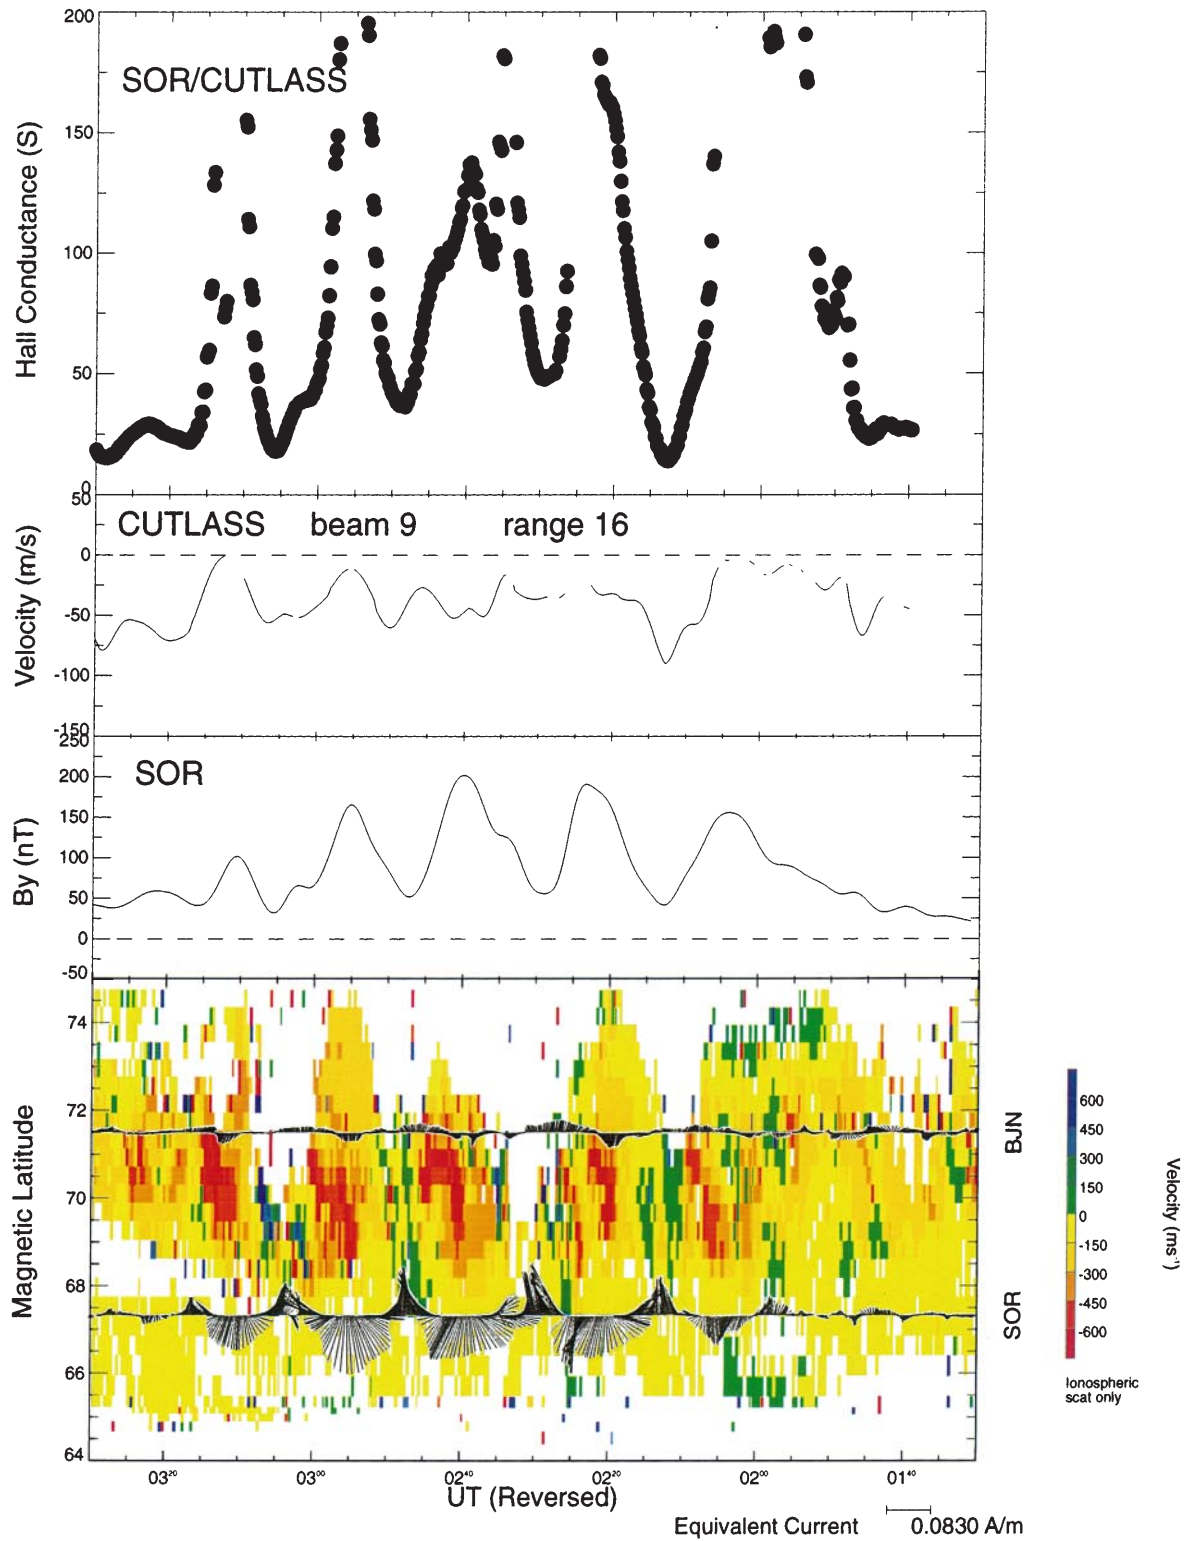 200
SOR/CUTLASS
150
100
50
0
Hall Conductance (S)
50
CUTLASS beam 9 range 16
0
-50
-100
-150
Velocity (m/s)
250
SOR
200
150
100
50
0
-50
By (nT)
74
72
70
68
66
64
Magnetic Latitude
BJN
SOR
600
450
300
150
0
-150
-300
-450
-600
Velocity (ms⁻¹)
Ionospheric
scat only
03²⁰ 03⁰⁰ 02⁴⁰ 02²⁰ 02⁰⁰ 01⁴⁰
UT (Reversed)
Equivalent Current 0.0830 A/m